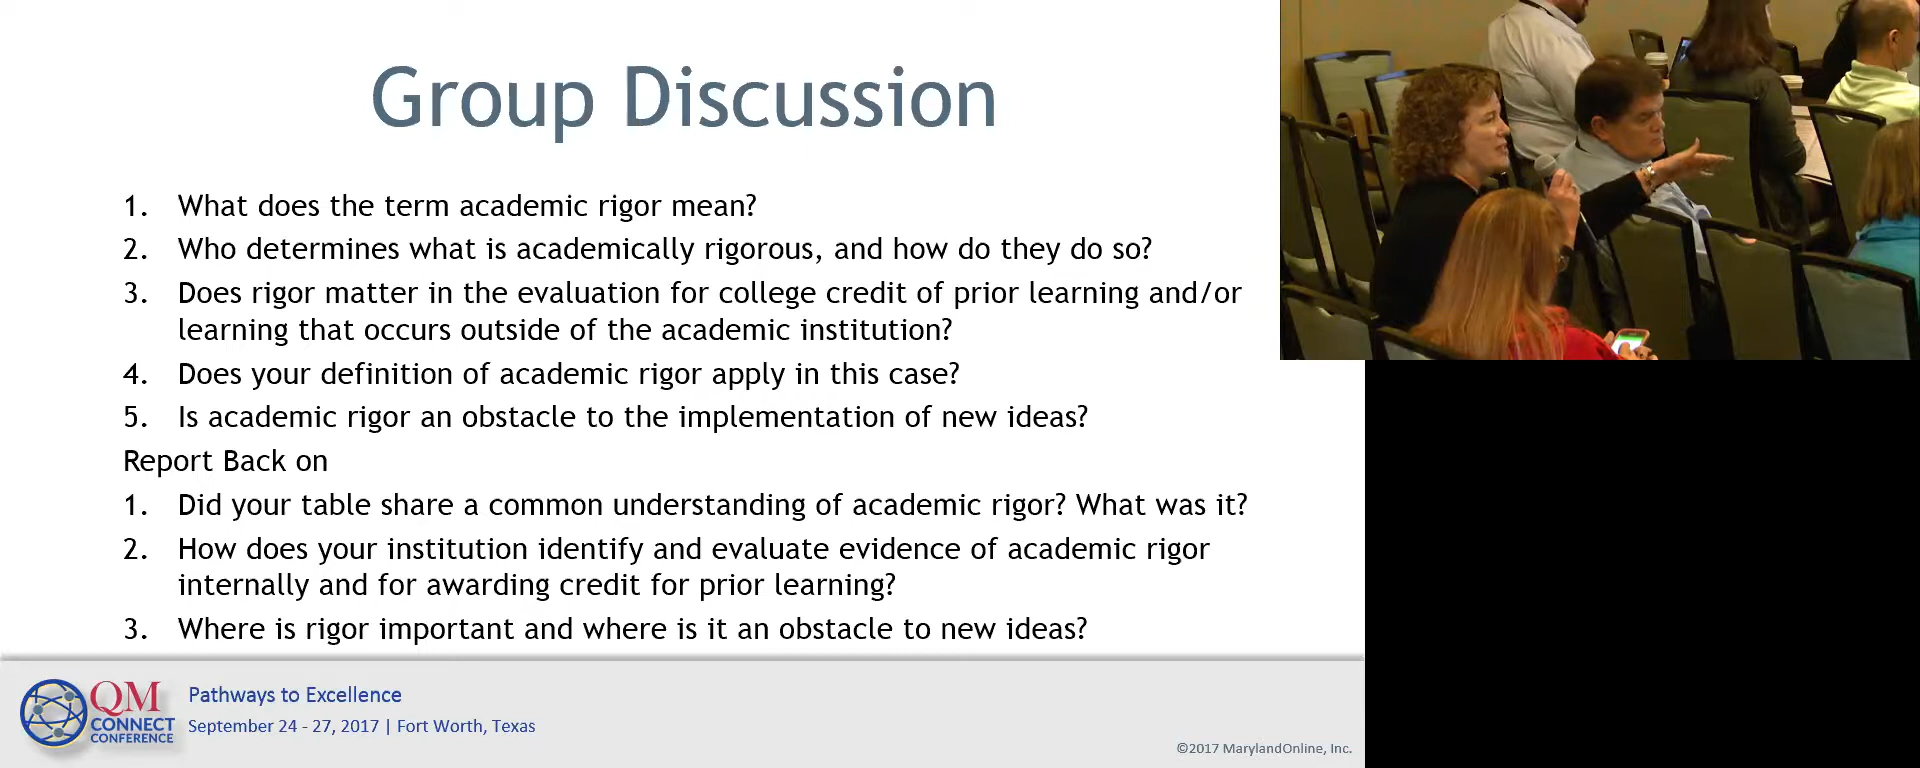 Group Discussion
1. What does the term academic rigor mean?
2. Who determines what is academically rigorous, and how do they do so?
3. Does rigor matter in the evaluation for college credit of prior learning and/or
learning that occurs outside of the academic institution?
4. Does your definition of academic rigor apply in this case?
5. Is academic rigor an obstacle to the implementation of new ideas?
Report Back on
1. Did your table share a common understanding of academic rigor? What was it?
2. How does your institution identify and evaluate evidence of academic rigor
internally and for awarding credit for prior learning?
3. Where is rigor important and where is it an obstacle to new ideas?
QM
CONNECT
CONFERENCE
Pathways to Excellence
September 24 - 27, 2017 | Fort Worth, Texas
©2017 MarylandOnline, Inc.